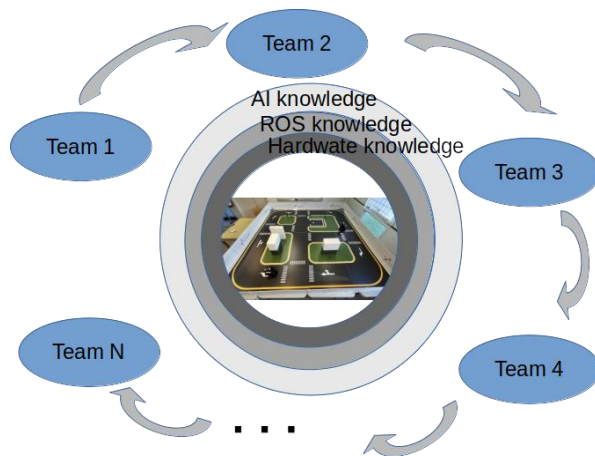 Team 2
AI knowledge
ROS knowledge
Team 1
Hardwate knowledge
Team 3
Team N
Team 4
. . .